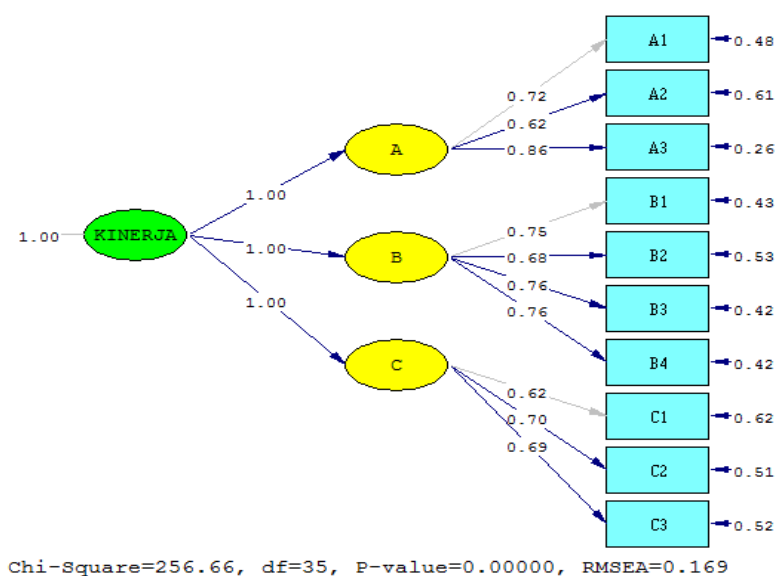 A1
0.48
A2
0.61
0.72
0.62
A
A3
0.26
0.86
1.00
B1
0.43
1.00
KINERJA
0.75
1.00
B
B2
0.53
0.68
0.76
1.00
B3
0.42
0.76
C
B4
0.42
0.62
C1
0.62
0.70
0.69
C2
0.51
C3
0.52
Chi-Square=256.66, df=35, P-value=0.00000, RMSEA=0.169